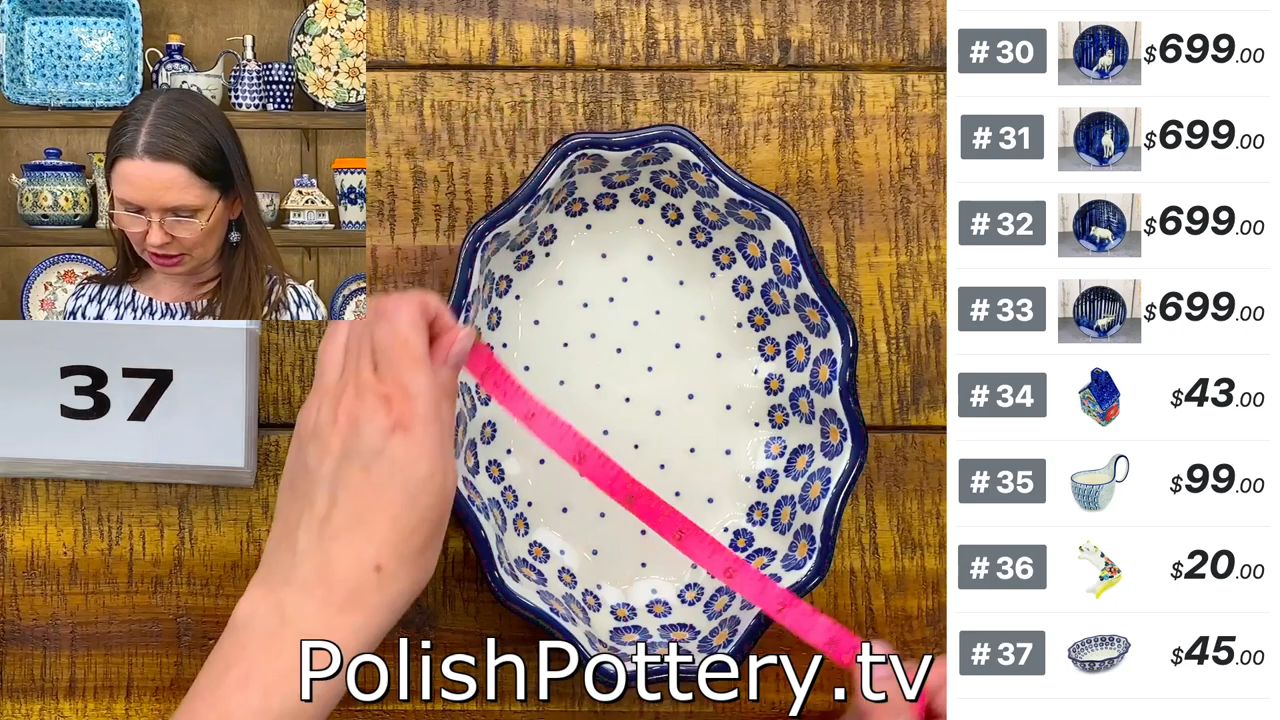 37
PolishPottery.tv
# 30 $699.00
# 31 $699.00
# 32 $699.00
# 33 $699.00
# 34 $43.00
# 35 $99.00
# 36 $20.00
# 37 $45.00